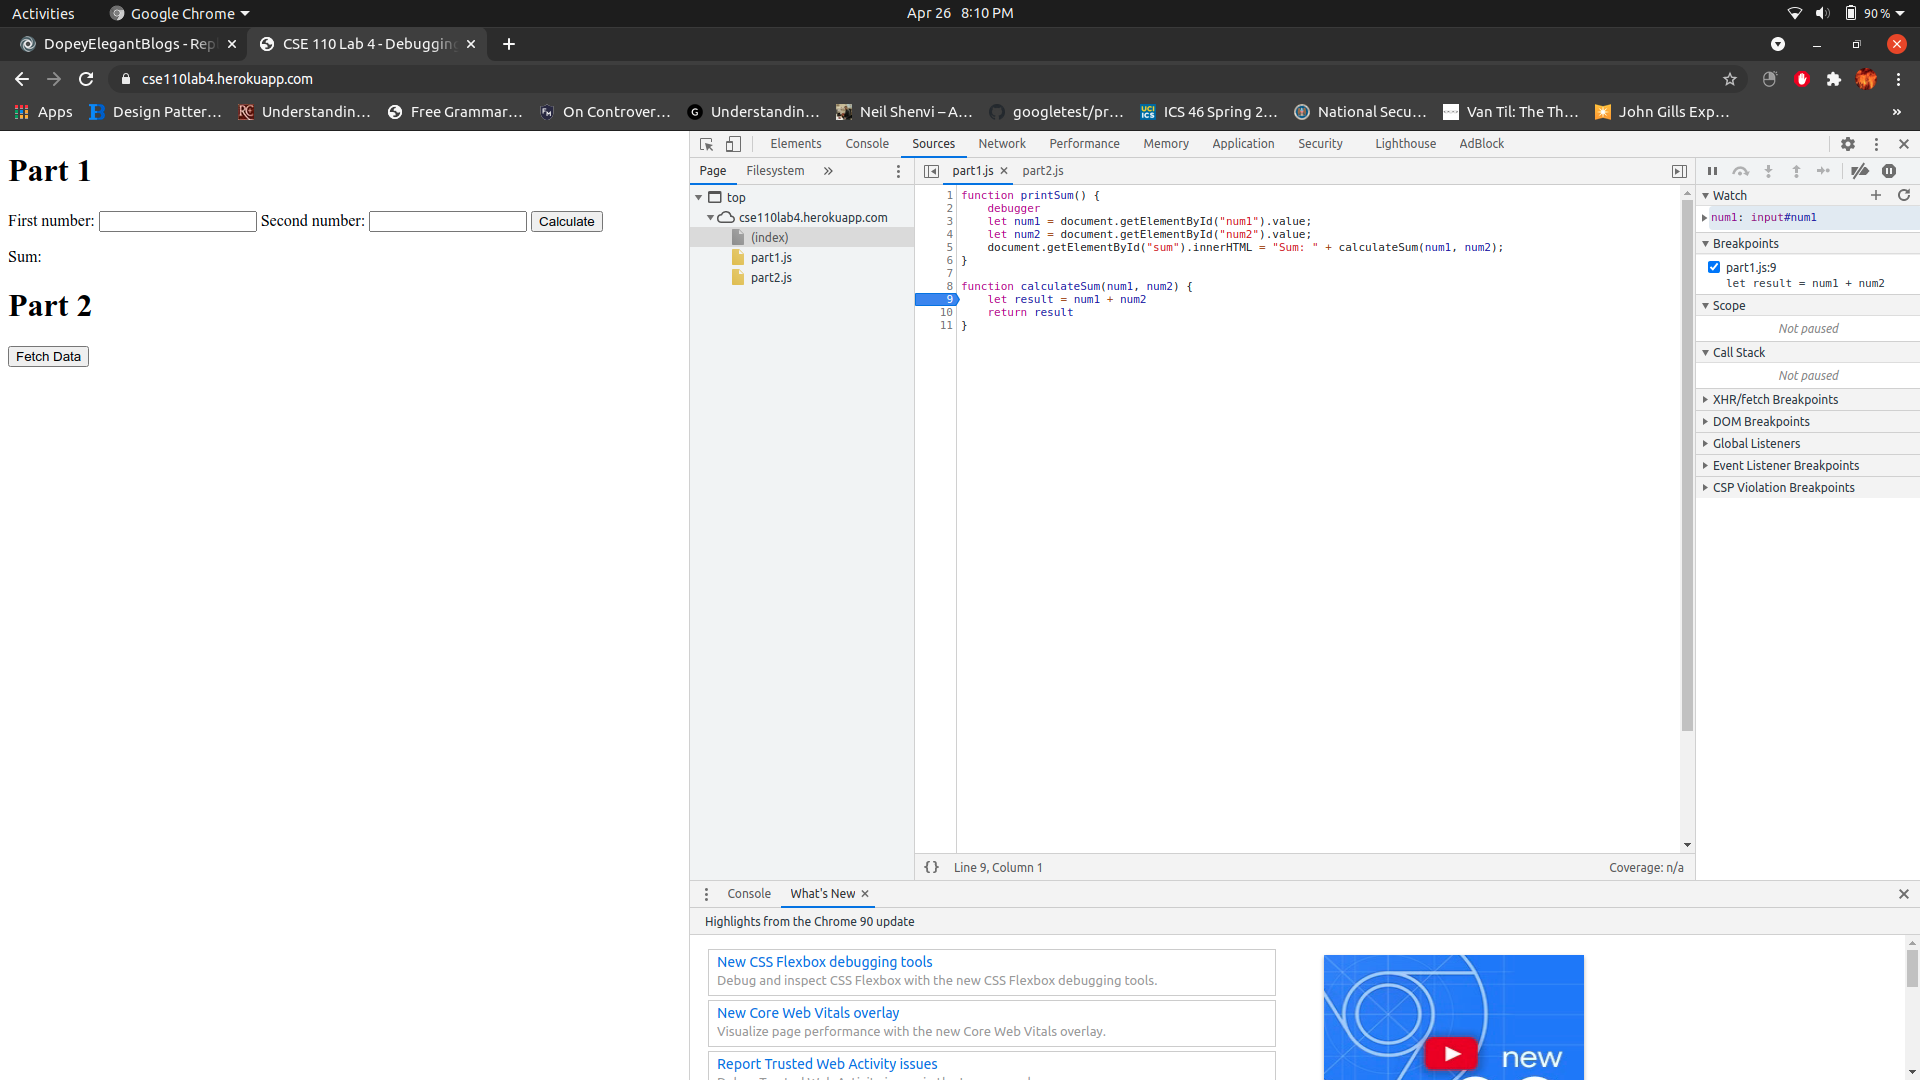 Activities Google Chrome Apr 26 8:10 PM 90 %
DopeyElegantBlogs - Rep CSE 110 Lab 4 - Debugging
cse110lab4.herokuapp.com
Apps Design Patter… Understandin… Free Grammar… On Controver… Understandin… Neil Shenvi – A… googletest/pr… ICS 46 Spring 2… National Secu… Van Til: The Th… John Gills Exp… »
Part 1
First number: Second number: Calculate
Sum:
Part 2
Fetch Data
Elements Console Sources Network Performance Memory Application Security Lighthouse AdBlock
Page Filesystem »
top
cse110lab4.herokuapp.com
(index)
part1.js
part2.js
part1.js part2.js
1 function printSum() {
2 debugger
3 let num1 = document.getElementById("num1").value;
4 let num2 = document.getElementById("num2").value;
5 document.getElementById("sum").innerHTML = "Sum: " + calculateSum(num1, num2);
6 }
7
8 function calculateSum(num1, num2) {
9 let result = num1 + num2
10 return result
11 }
{} Line 9, Column 1 Coverage: n/a
Watch
num1: input#num1
Breakpoints
part1.js:9
let result = num1 + num2
Scope
Not paused
Call Stack
Not paused
XHR/fetch Breakpoints
DOM Breakpoints
Global Listeners
Event Listener Breakpoints
CSP Violation Breakpoints
Console What's New
Highlights from the Chrome 90 update
New CSS Flexbox debugging tools
Debug and inspect CSS Flexbox with the new CSS Flexbox debugging tools.
New Core Web Vitals overlay
Visualize page performance with the new Core Web Vitals overlay.
Report Trusted Web Activity issues
new